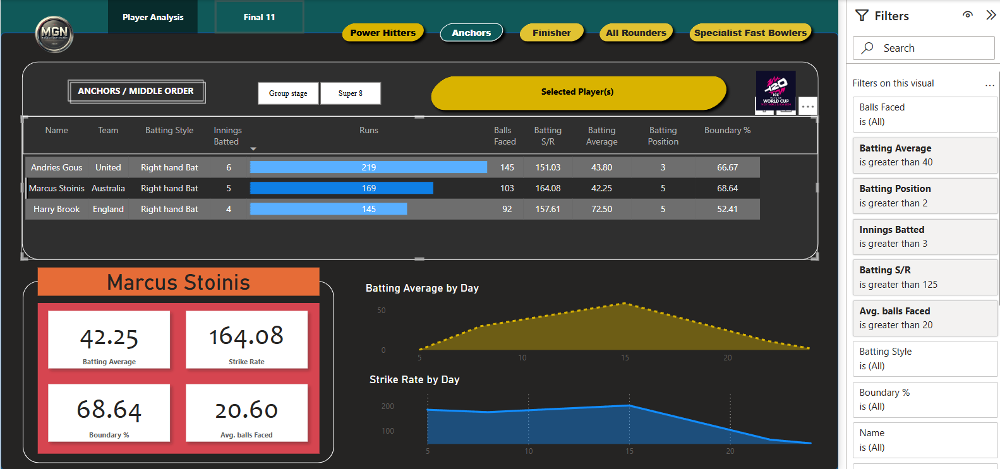 Player Analysis
Final 11
MGN
Power Hitters
Anchors
Finisher
All Rounders
Specialist Fast Bowlers
ANCHORS / MIDDLE ORDER
Group stage
Super 8
Selected Player(s)
T20
ICC
WORLD CUP
Name Team Batting Style Innings Batted Runs Balls Faced Batting S/R Batting Average Batting Position Boundary %
Andries Gous United Right hand Bat 6 219 145 151.03 43.80 3 66.67
Marcus Stoinis Australia Right hand Bat 5 169 103 164.08 42.25 5 68.64
Harry Brook England Right hand Bat 4 145 92 157.61 72.50 5 52.41
Marcus Stoinis
42.25
Batting Average
164.08
Strike Rate
68.64
Boundary %
20.60
Avg. balls Faced
Batting Average by Day
50
0
5 10 15 20
Strike Rate by Day
200
100
5 10 15 20
Filters
Search
Filters on this visual
...
Balls Faced
is (All)
Batting Average
is greater than 40
Batting Position
is greater than 2
Innings Batted
is greater than 3
Batting S/R
is greater than 125
Avg. balls Faced
is greater than 20
Batting Style
is (All)
Boundary %
is (All)
Name
is (All)